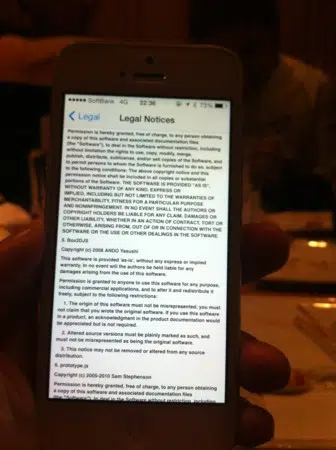 SoftBank 4G 22:36 73%
Legal Legal Notices
Permission is hereby granted, free of charge, to any person obtaining
a copy of this software and associated documentation files
(the "Software"), to deal in the Software without restriction, including
without limitation the rights to use, copy, modify, merge,
publish, distribute, sublicense, and/or sell copies of the Software, and
to permit persons to whom the Software is furnished to do so, subject
to the following conditions: The above copyright notice and this
permission notice shall be included in all copies or substantial
portions of the Software. THE SOFTWARE IS PROVIDED "AS IS",
WITHOUT WARRANTY OF ANY KIND, EXPRESS OR
IMPLIED, INCLUDING BUT NOT LIMITED TO THE WARRANTIES OF
MERCHANTABILITY, FITNESS FOR A PARTICULAR PURPOSE
AND NONINFRINGEMENT. IN NO EVENT SHALL THE AUTHORS OR
COPYRIGHT HOLDERS BE LIABLE FOR ANY CLAIM, DAMAGES OR
OTHER LIABILITY, WHETHER IN AN ACTION OF CONTRACT, TORT OR
OTHERWISE, ARISING FROM, OUT OF OR IN CONNECTION WITH THE
SOFTWARE OR THE USE OR OTHER DEALINGS IN THE SOFTWARE.
5. Box2DJS
Copyright (c) 2008 ANDO Yasushi
This software is provided 'as-is', without any express or implied
warranty. In no event will the authors be held liable for any
damages arising from the use of this software.
Permission is granted to anyone to use this software for any purpose,
including commercial applications, and to alter it and redistribute it
freely, subject to the following restrictions:
1. The origin of this software must not be misrepresented; you must
not claim that you wrote the original software. If you use this software
in a product, an acknowledgment in the product documentation would
be appreciated but is not required.
2. Altered source versions must be plainly marked as such, and
must not be misrepresented as being the original software.
3. This notice may not be removed or altered from any source
distribution.
6. prototype.js
Copyright (c) 2005-2010 Sam Stephenson
Permission is hereby granted, free of charge, to any person obtaining
a copy of this software and associated documentation files
(the "Software"), to deal in the Software without restriction, including